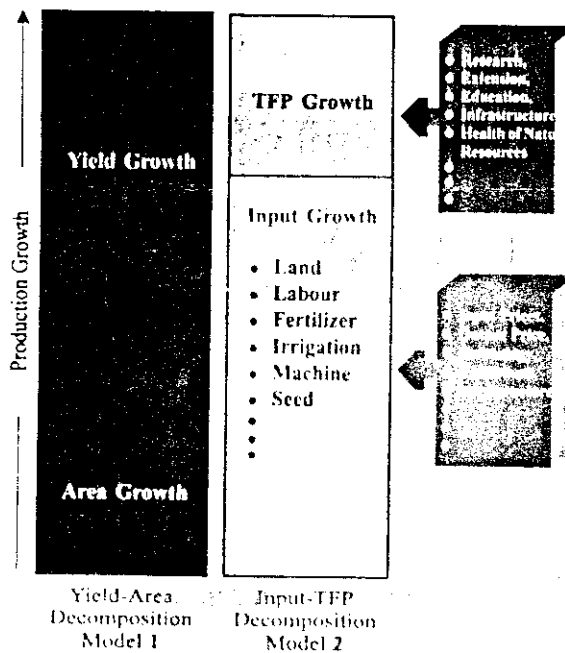 Production Growth
Yield Growth
Area Growth
Yield-Area
Decomposition
Model 1
TFP Growth
Input Growth
• Land
• Labour
• Fertilizer
• Irrigation
• Machine
• Seed
•
•
•
Input-TFP
Decomposition
Model 2
Research,
Extension,
Education,
Infrastructure
Health of Natu
Resources